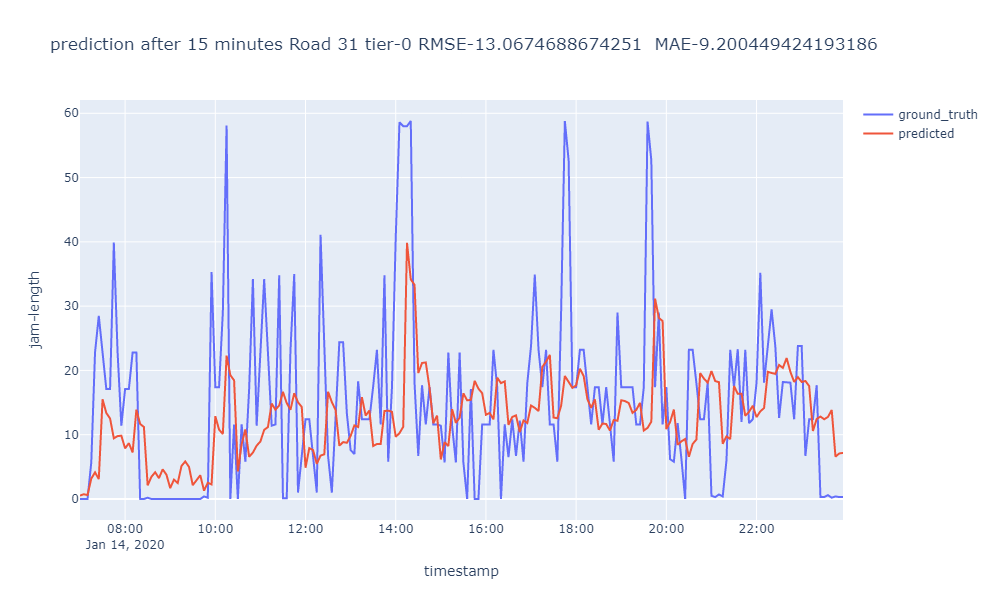 prediction after 15 minutes Road 31 tier-0 RMSE-13.0674688674251  MAE-9.200449424193186
ground_truth
predicted
60
50
40
30
20
10
0
jam-length
08:00 10:00 12:00 14:00 16:00 18:00 20:00 22:00
Jan 14, 2020
timestamp